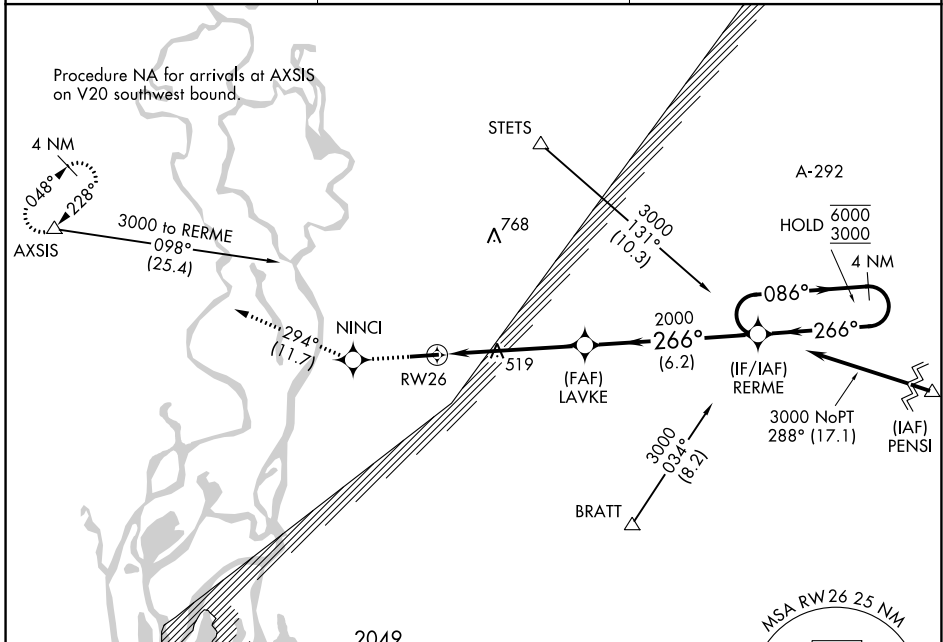 Procedure NA for arrivals at AXSIS
on V20 southwest bound.
4 NM
048°
228°
AXSIS
3000 to RERME
098°
(25.4)
STETS
768
3000
131°
(10.3)
A-292
HOLD
6000
3000
4 NM
086°
266°
294°
(11.7)
NINCI
RW26
519
(FAF)
LAVKE
2000
266°
(6.2)
(IF/IAF)
RERME
3000 NoPT
288° (17.1)
(IAF)
PENSI
3000
034°
(8.2)
BRATT
MSA RW26 25 NM
2049